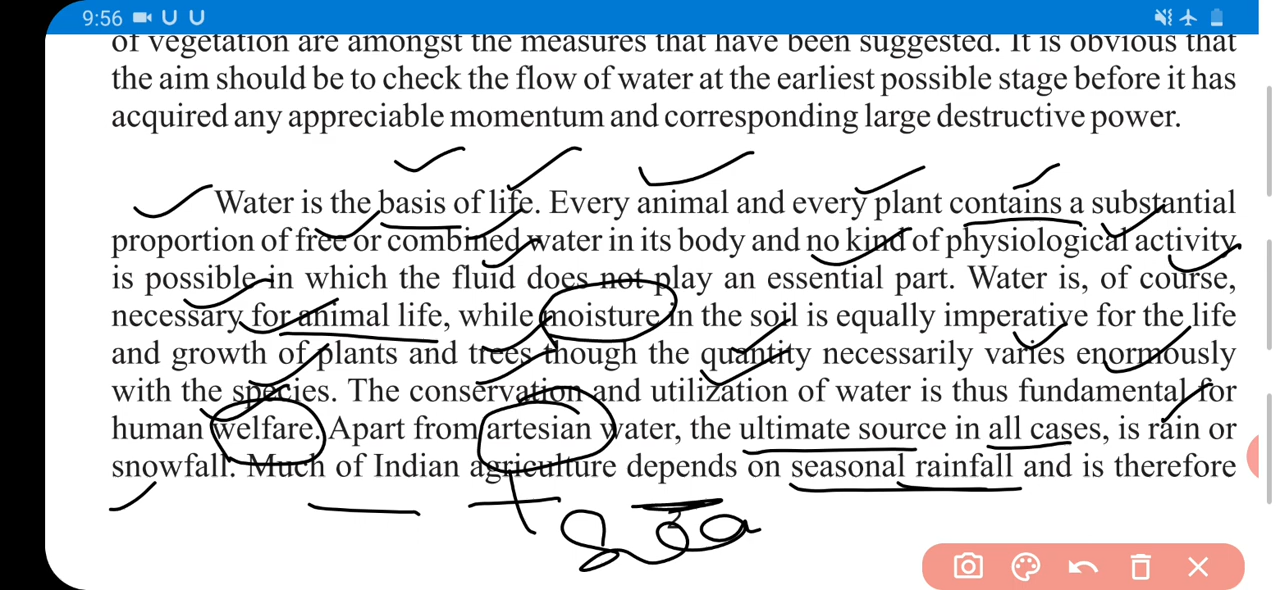 9:56
of vegetation are amongst the measures that have been suggested. It is obvious that
the aim should be to check the flow of water at the earliest possible stage before it has
acquired any appreciable momentum and corresponding large destructive power.
Water is the basis of life. Every animal and every plant contains a substantial
proportion of free or combined water in its body and no kind of physiological activity
is possible in which the fluid does not play an essential part. Water is, of course,
necessary for animal life, while moisture in the soil is equally imperative for the life
and growth of plants and trees though the quantity necessarily varies enormously
with the species. The conservation and utilization of water is thus fundamental for
human welfare. Apart from artesian water, the ultimate source in all cases, is rain or
snowfall. Much of Indian agriculture depends on seasonal rainfall and is therefore